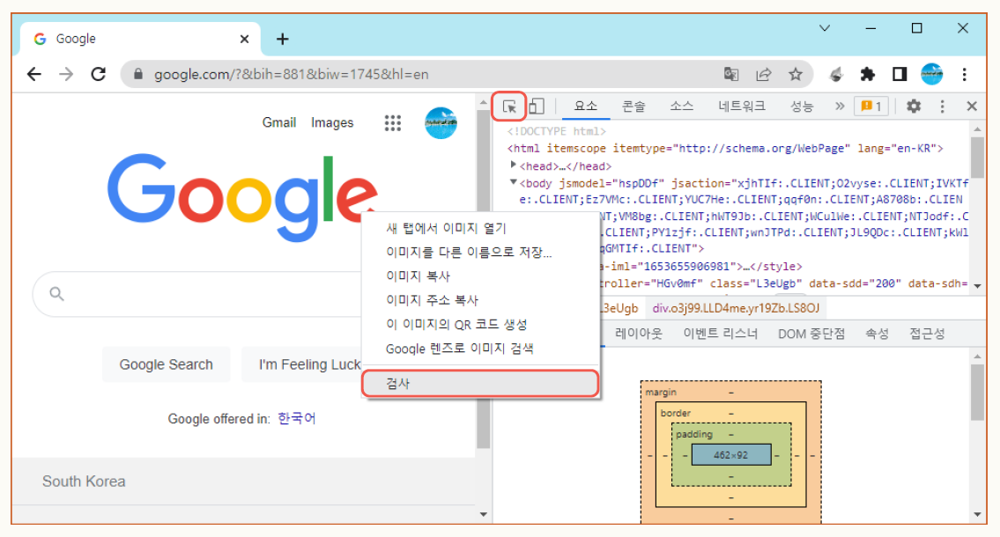 Google
google.com/?&bih=881&biw=1745&hl=en
Gmail Images
Google
Google Search
I'm Feeling Luck
Google offered in: 한국어
South Korea
새 탭에서 이미지 열기
이미지를 다른 이름으로 저장...
이미지 복사
이미지 주소 복사
이 이미지의 QR 코드 생성
Google 렌즈로 이미지 검색
검사
요소 콘솔 소스 네트워크 성능 » 1
<!DOCTYPE html>
<html itemscope itemtype="http://schema.org/WebPage" lang="en-KR">
<head>…</head>
<body jsmodel="hspDDf" jsaction="xjhTIf:.CLIENT;O2vyse:.CLIENT;IVKTf
e:.CLIENT;Ez7VMc:.CLIENT;YUC7He:.CLIENT;qqf0n:.CLIENT;A8708b:.CLIEN
NT;VM8bg:.CLIENT;hWT9Jb:.CLIENT;WCulWe:.CLIENT;NTJodf:.C
.CLIENT;PY1zjf:.CLIENT;wnJTPd:.CLIENT;JL9QDc:.CLIENT;kWl
qGMTIf:.CLIENT">
a-iml="1653655906981">…</style>
troller="HGv0mf" class="L3eUgb" data-sdd="200" data-sdh=
.3eUgb div.o3j99.LLD4me.yr19Zb.LS8OJ
레이아웃 이벤트 리스너 DOM 중단점 속성 접근성
margin –
border –
padding –
– – – 462×92 – – –
–
–
–